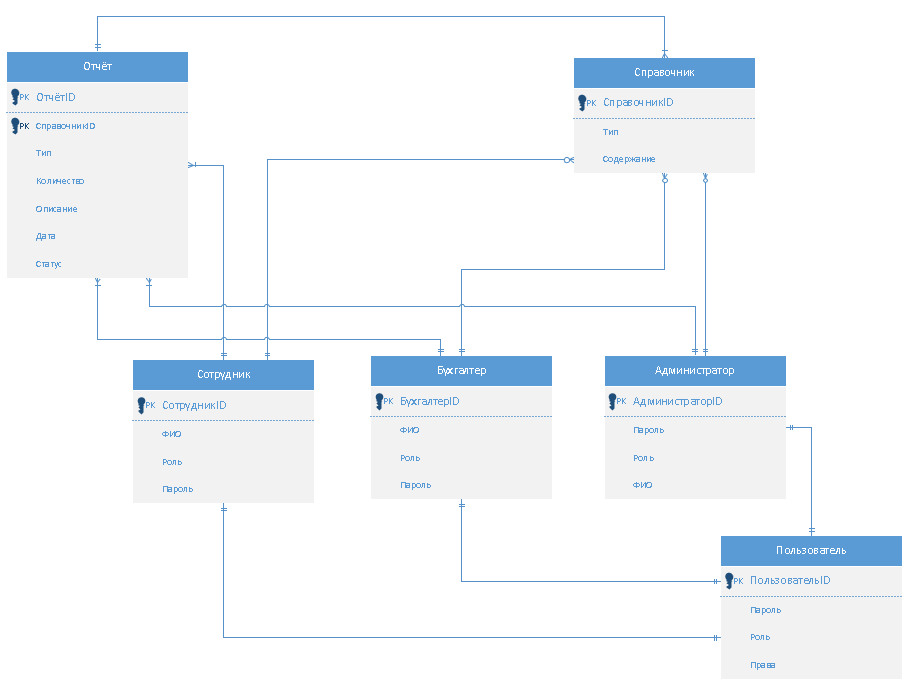 Отчёт
PK ОтчётID
PK СправочникID
Тип
Количество
Описание
Дата
Статус
Справочник
PK СправочникID
Тип
Содержание
Сотрудник
PK СотрудникID
ФИО
Роль
Пароль
Бухгалтер
PK БухгалтерID
ФИО
Роль
Пароль
Администратор
PK АдминистраторID
Пароль
Роль
ФИО
Пользователь
PK ПользовательID
Пароль
Роль
Права